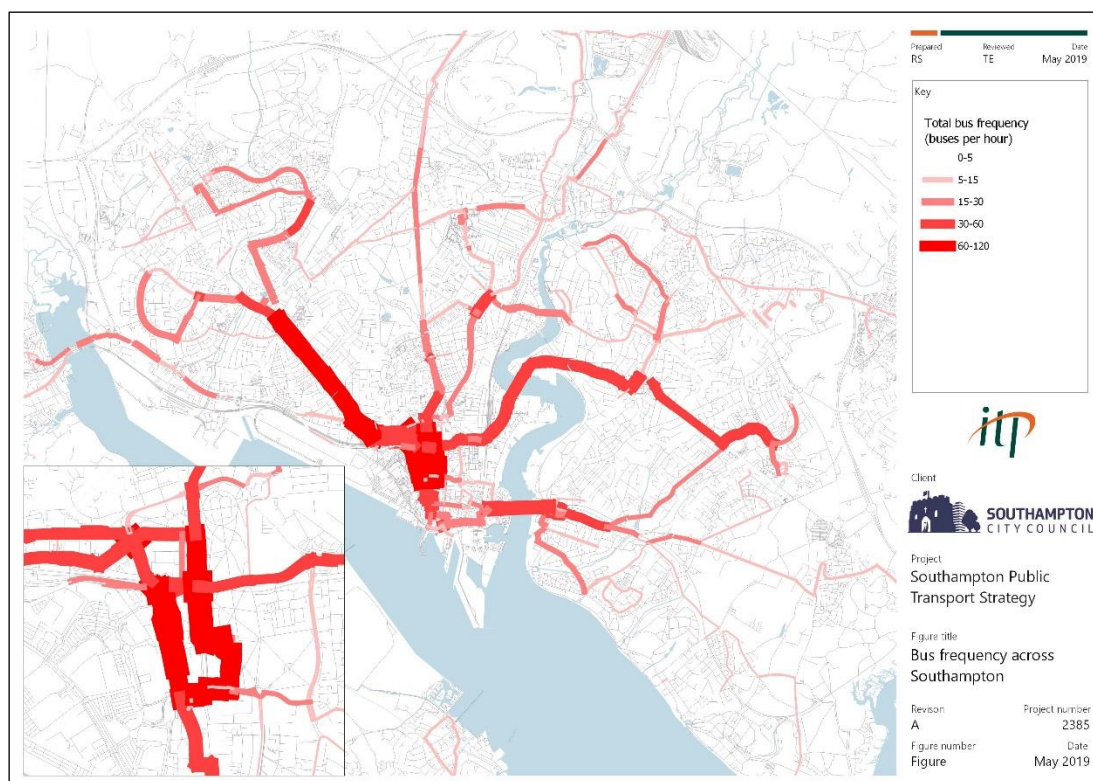 Prepared Reviewed Date
RS TE May 2019
Key
Total bus frequency
(buses per hour)
0-5
5-15
15-30
30-60
60-120
itp
Client
SOUTHAMPTON
CITY COUNCIL
Project
Southampton Public
Transport Strategy
Figure title
Bus frequency across
Southampton
Revison Project number
A 2385
Figure number Date
Figure May 2019